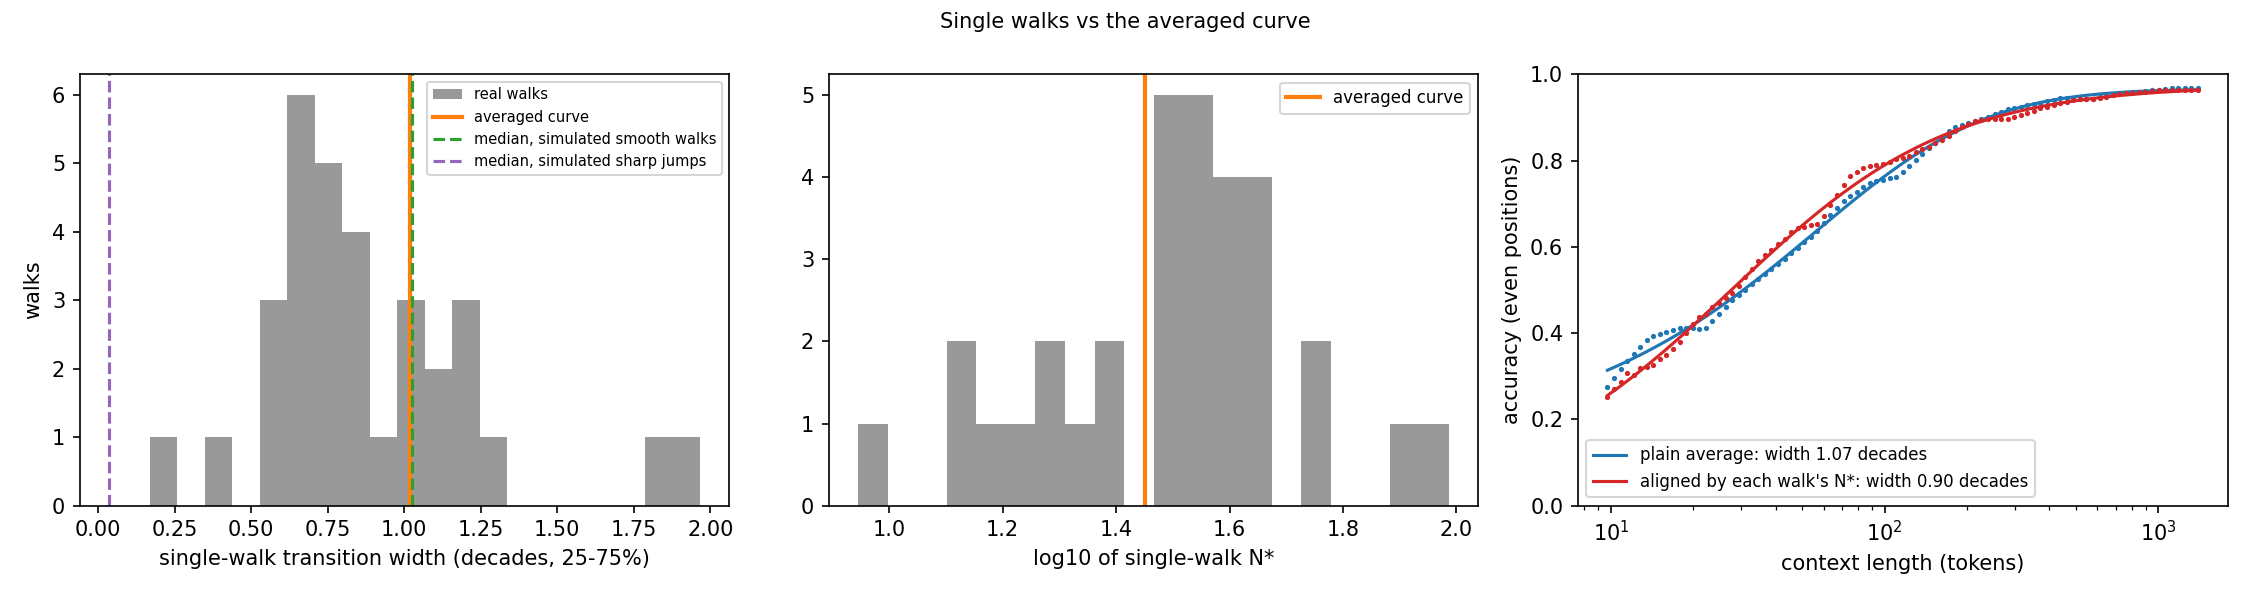 Single walks vs the averaged curve
6
5
4
3
2
1
0
walks
0.00 0.25 0.50 0.75 1.00 1.25 1.50 1.75 2.00
single-walk transition width (decades, 25-75%)
real walks
averaged curve
median, simulated smooth walks
median, simulated sharp jumps
5
4
3
2
1
0
1.0 1.2 1.4 1.6 1.8 2.0
log10 of single-walk N*
averaged curve
1.0
0.8
0.6
0.4
0.2
0.0
accuracy (even positions)
10¹ 10² 10³
context length (tokens)
plain average: width 1.07 decades
aligned by each walk's N*: width 0.90 decades